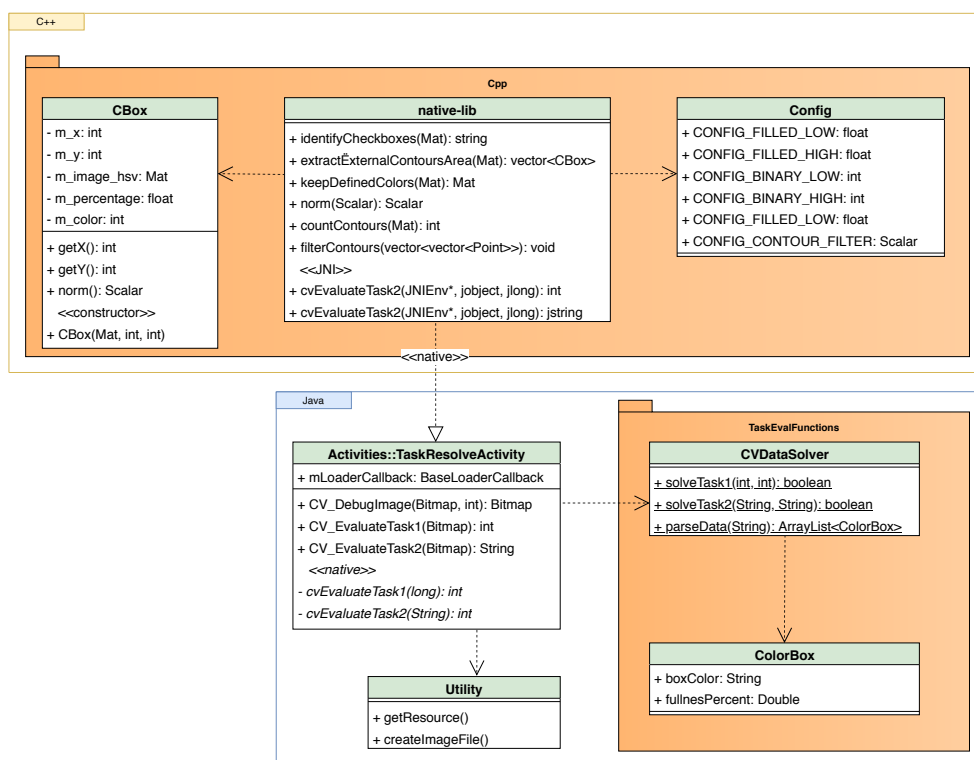 C++
Cpp
CBox
- m_x: int
- m_y: int
- m_image_hsv: Mat
- m_percentage: float
- m_color: int
+ getX(): int
+ getY(): int
+ norm(): Scalar
<<constructor>>
+ CBox(Mat, int, int)
native-lib
+ identifyCheckboxes(Mat): string
+ extractËxternalContoursArea(Mat): vector<CBox>
+ keepDefinedColors(Mat): Mat
+ norm(Scalar): Scalar
+ countContours(Mat): int
+ filterContours(vector<vector<Point>>): void
<<JNI>>
+ cvEvaluateTask2(JNIEnv*, jobject, jlong): int
+ cvEvaluateTask2(JNIEnv*, jobject, jlong): jstring
Config
+ CONFIG_FILLED_LOW: float
+ CONFIG_FILLED_HIGH: float
+ CONFIG_BINARY_LOW: int
+ CONFIG_BINARY_HIGH: int
+ CONFIG_FILLED_LOW: float
+ CONFIG_CONTOUR_FILTER: Scalar
<<native>>
Java
Activities::TaskResolveActivity
+ mLoaderCallback: BaseLoaderCallback
+ CV_DebugImage(Bitmap, int): Bitmap
+ CV_EvaluateTask1(Bitmap): int
+ CV_EvaluateTask2(Bitmap): String
<<native>>
- cvEvaluateTask1(long): int
- cvEvaluateTask2(String): int
Utility
+ getResource()
+ createImageFile()
TaskEvalFunctions
CVDataSolver
+ solveTask1(int, int): boolean
+ solveTask2(String, String): boolean
+ parseData(String): ArrayList<ColorBox>
ColorBox
+ boxColor: String
+ fullnesPercent: Double